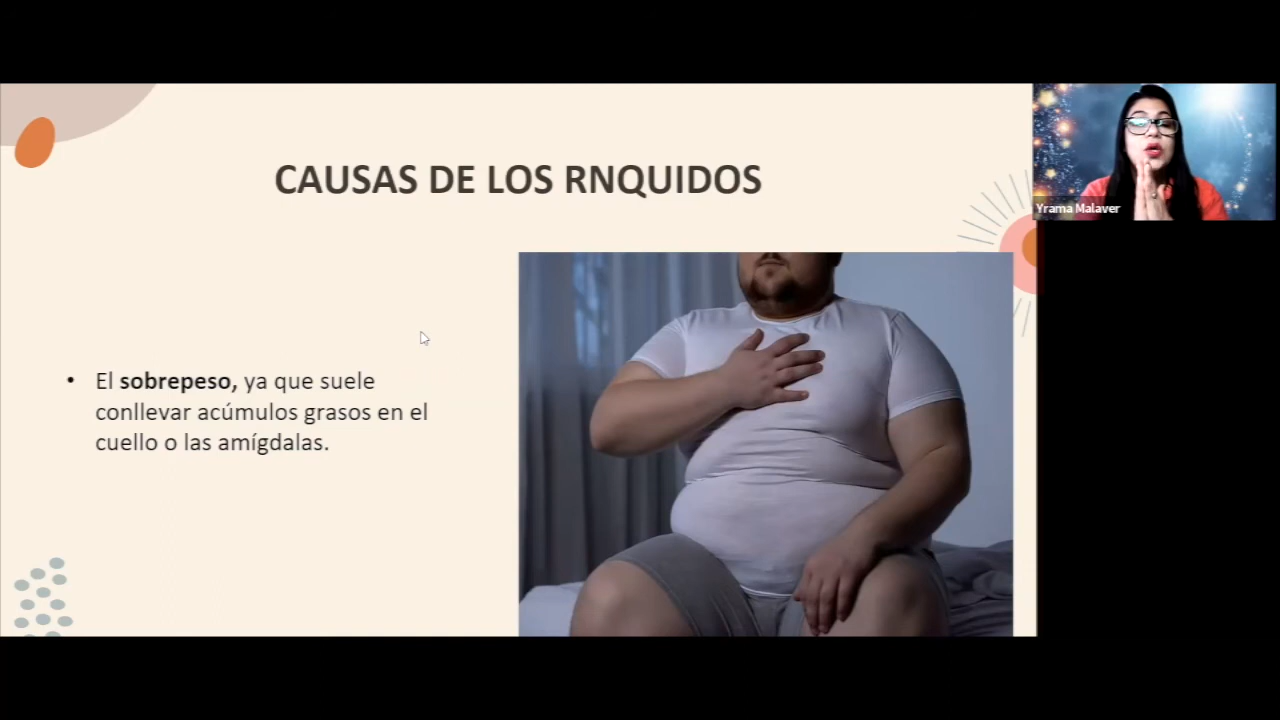 CAUSAS DE LOS RNQUIDOS
Yrama Malaver
• El sobrepeso, ya que suele
conllevar acúmulos grasos en el
cuello o las amígdalas.